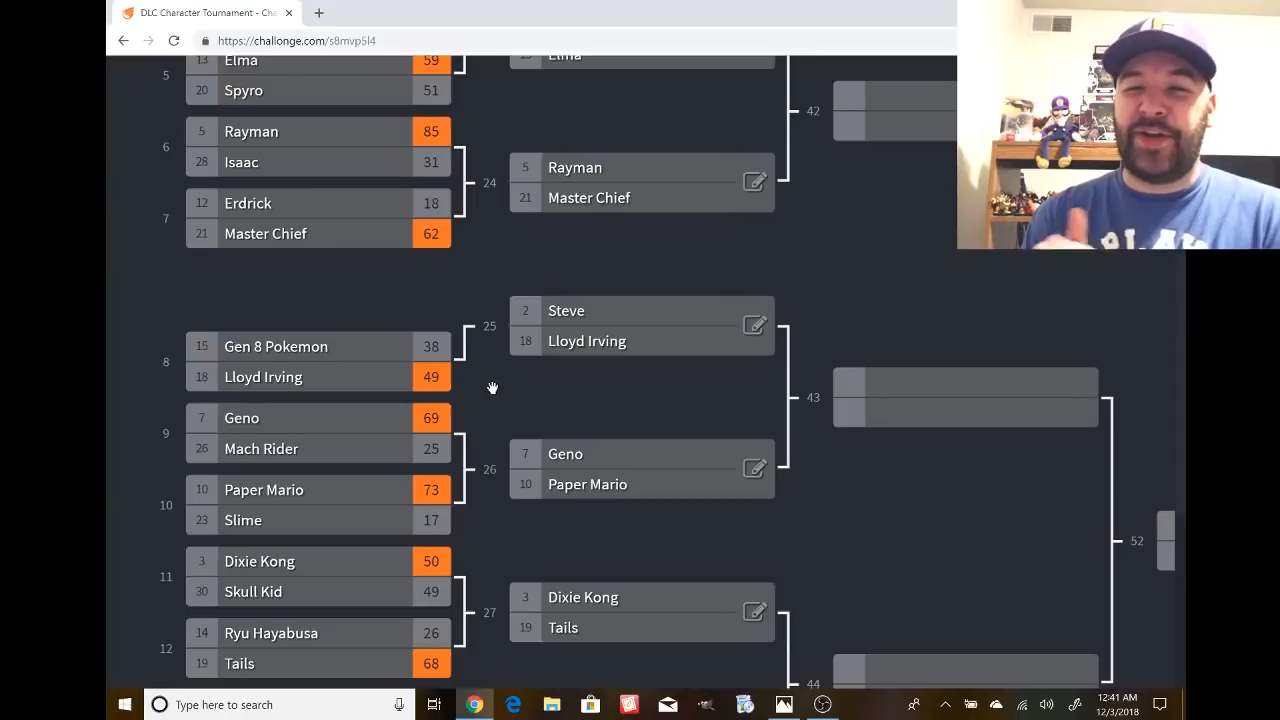 DLC Character Tournament - Cha
https://challonge.com/s8mvp5l4
13 Elma 59
5
20 Spyro 51
5 Rayman 85
6
28 Isaac 31
12 Erdrick 18
7
21 Master Chief 62
15 Gen 8 Pokemon 38
8
18 Lloyd Irving 49
7 Geno 69
9
26 Mach Rider 25
10 Paper Mario 73
10
23 Slime 17
3 Dixie Kong 50
11
30 Skull Kid 49
14 Ryu Hayabusa 26
12
19 Tails 68
Elma
42
5 Rayman
24
21 Master Chief
2 Steve
25
18 Lloyd Irving
43
7 Geno
26
10 Paper Mario
52
3 Dixie Kong
27
19 Tails
44
Type here to search
12:41 AM
12/3/2018